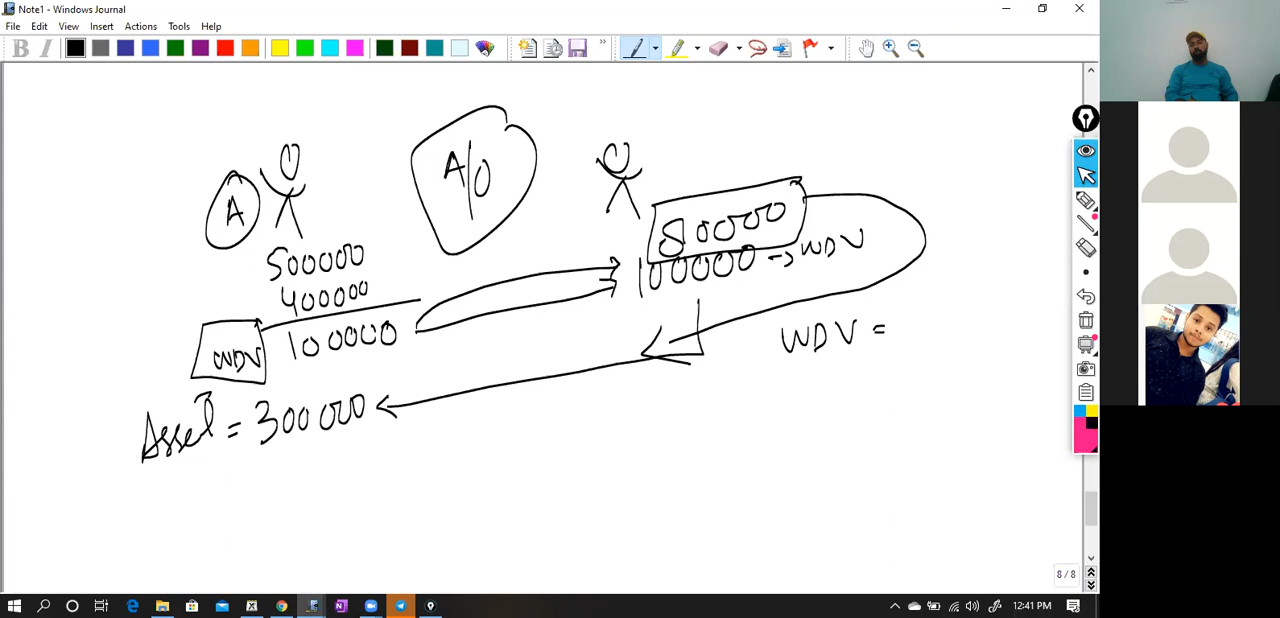 Note1 - Windows Journal
File Edit View Insert Actions Tools Help
B I
A
A/O
500000
400000
WDV 100000
Asset = 300000
80000
100000 → WDV
WDV =
8 / 8
12:41 PM